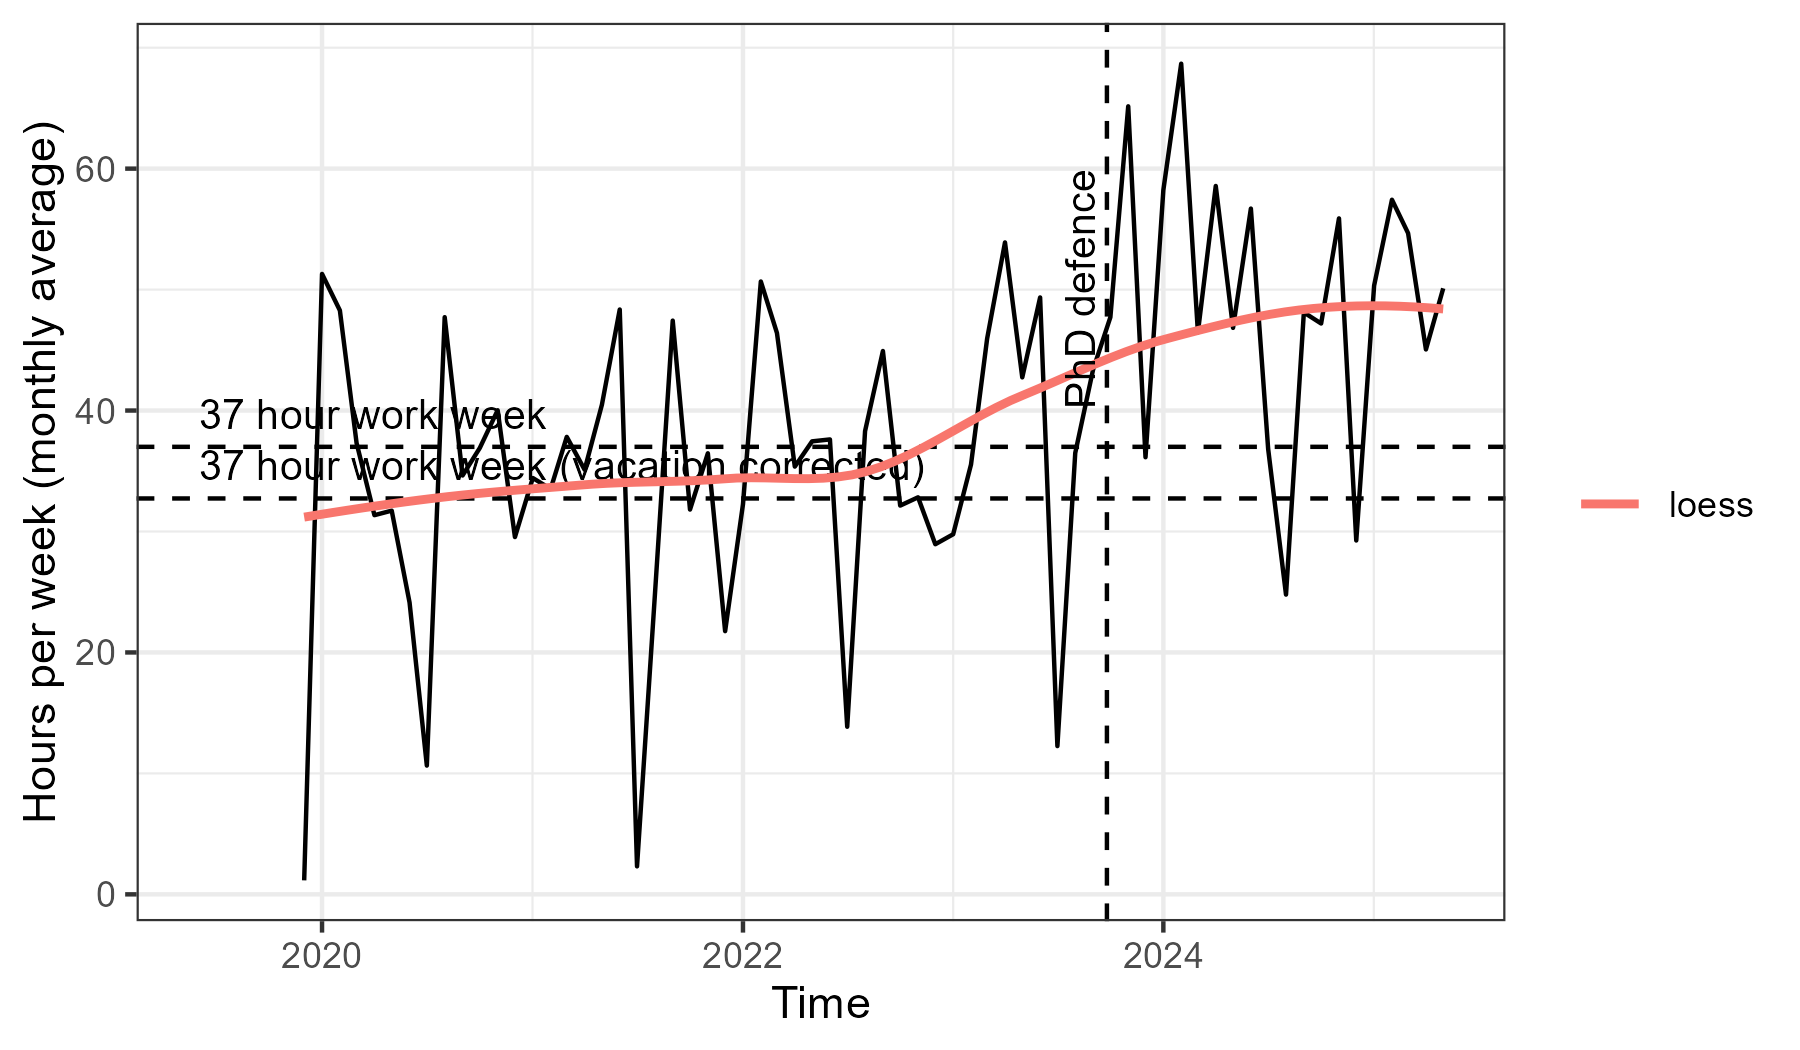 Hours per week (monthly average)
60
40
20
0
37 hour work week
37 hour work week (vacation corrected)
PhD defence
loess
2020
2022
2024
Time